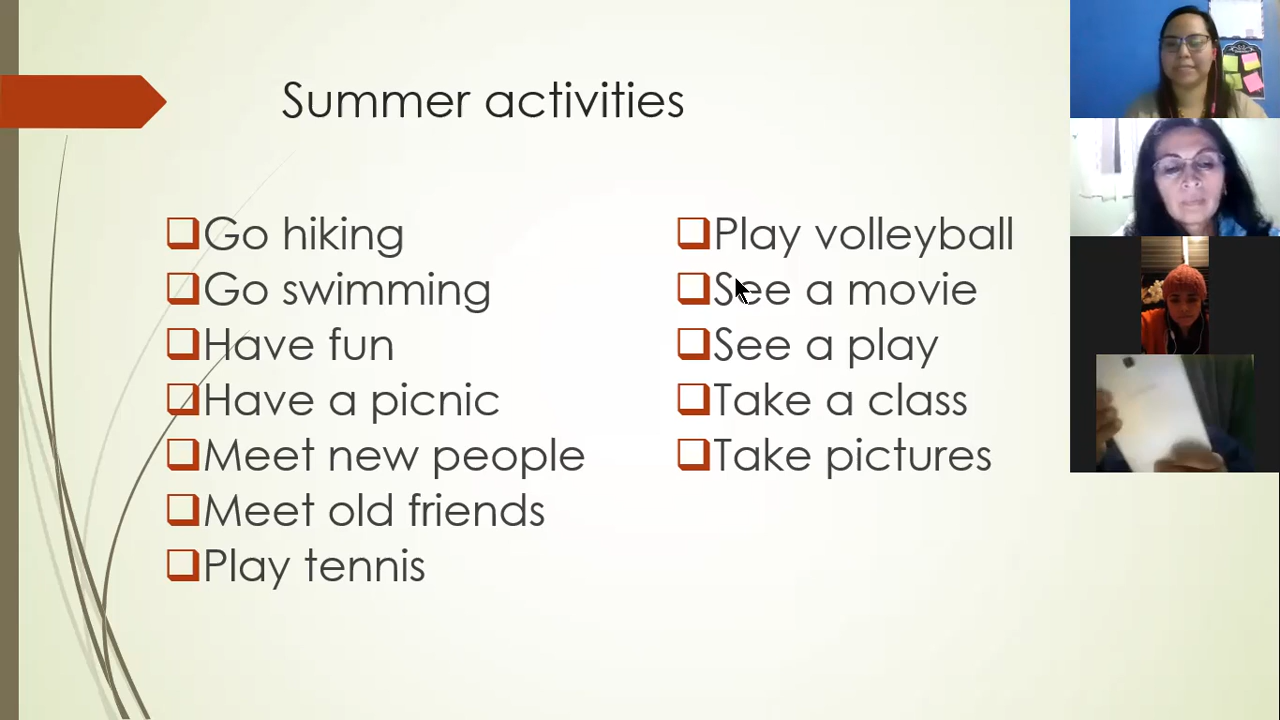 Summer activities
Go hiking
Go swimming
Have fun
Have a picnic
Meet new people
Meet old friends
Play tennis
Play volleyball
See a movie
See a play
Take a class
Take pictures